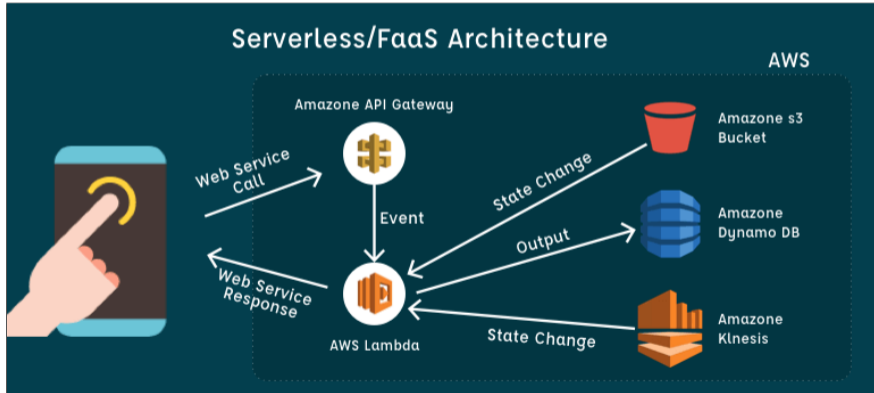 Serverless/FaaS Architecture
AWS
Amazone API Gateway
Amazone s3
Bucket
Web Service
Call
State Change
Event
Output
Amazone
Dynamo DB
Web Service
Response
AWS Lambda
State Change
Amazone
Klnesis